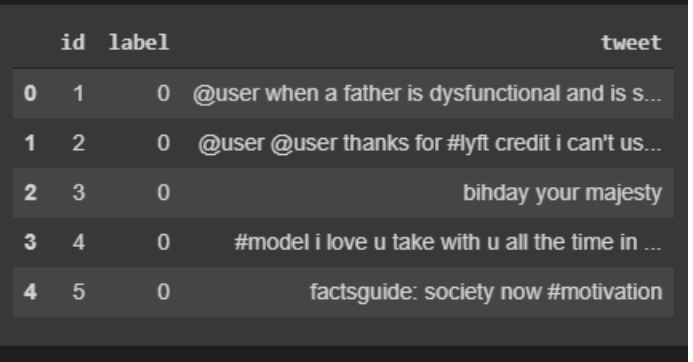 id label tweet
0 1 0 @user when a father is dysfunctional and is s...
1 2 0 @user @user thanks for #lyft credit i can't us...
2 3 0 bihday your majesty
3 4 0 #model i love u take with u all the time in ...
4 5 0 factsguide: society now #motivation